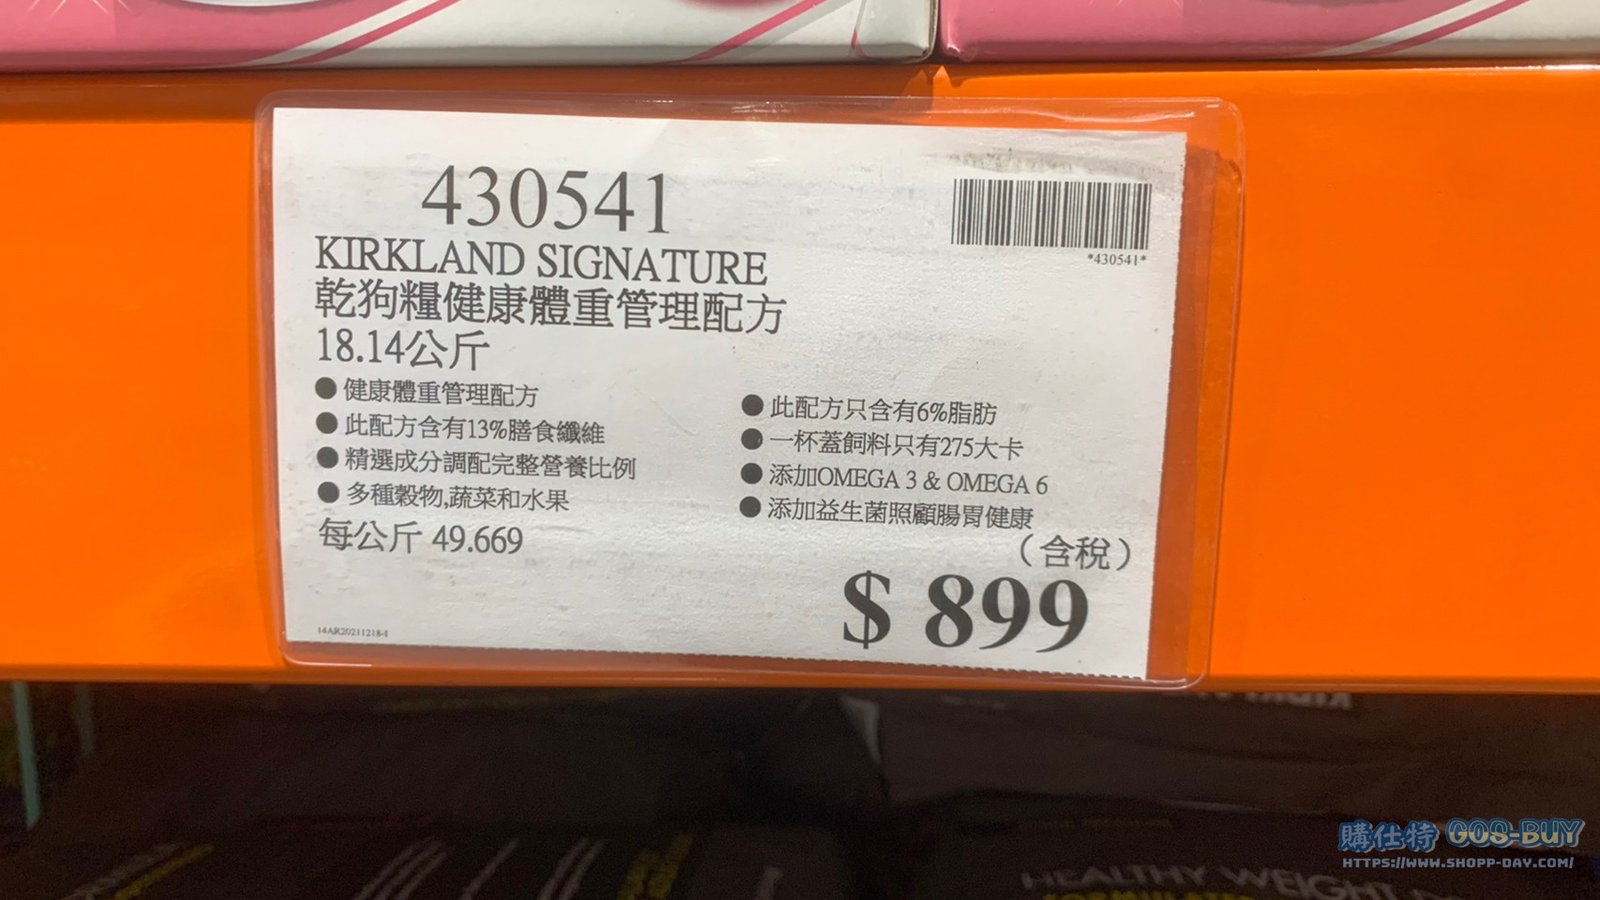 430541
*430541*
KIRKLAND SIGNATURE
乾狗糧健康體重管理配方
18.14公斤
●健康體重管理配方
●此配方含有13%膳食纖維
●精選成分調配完整營養比例
●多種穀物,蔬菜和水果
●此配方只含有6%脂肪
●一杯蓋飼料只有275大卡
●添加OMEGA 3 & OMEGA 6
●添加益生菌照顧腸胃健康
每公斤 49.669
（含稅）
$ 899
14AR20211218-1
HEALTHY WEIGHT
購仕特 GOS-BUY
HTTPS://WWW.SHOPP-DAY.COM/